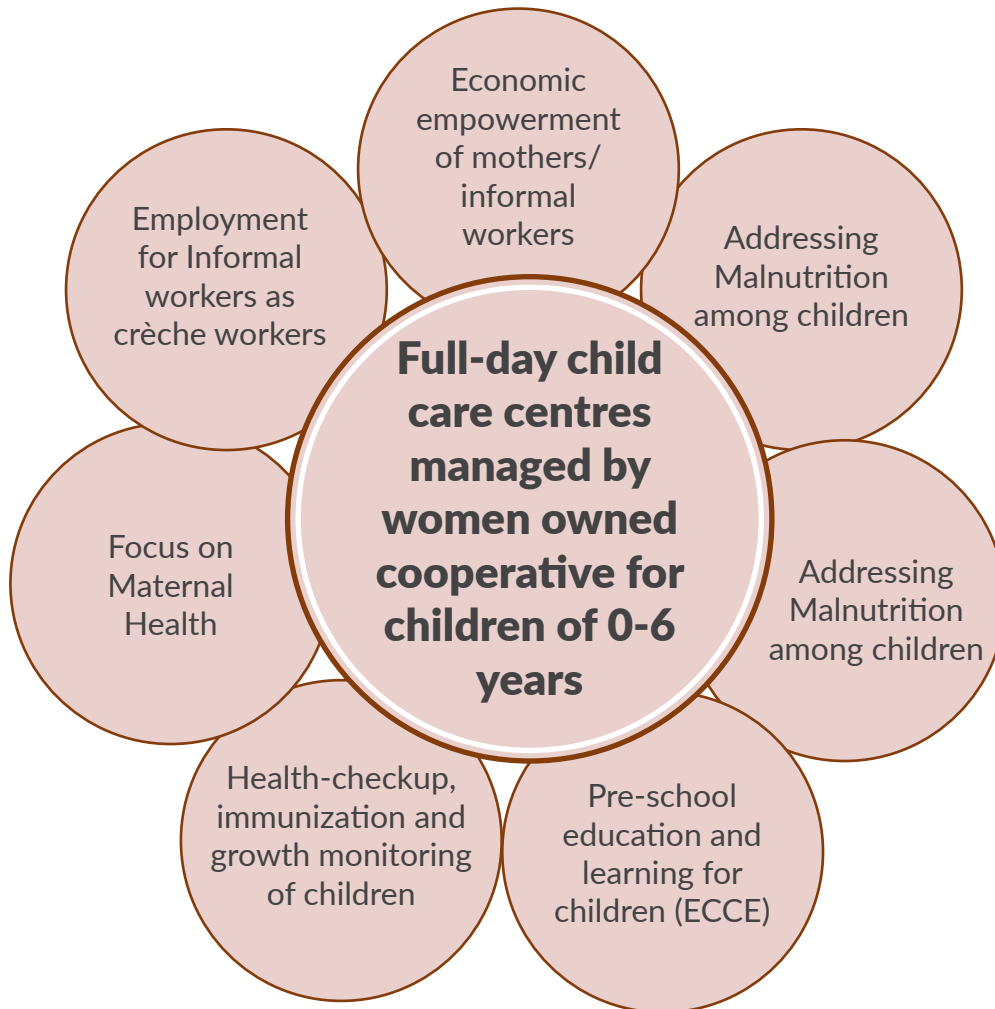 Economic
empowerment
of mothers/
informal
workers
Addressing
Malnutrition
among children
Addressing
Malnutrition
among children
Pre-school
education and
learning for
children (ECCE)
Health-checkup,
immunization and
growth monitoring
of children
Focus on
Maternal
Health
Employment
for Informal
workers as
crèche workers
Full-day child
care centres
managed by
women owned
cooperative for
children of 0-6
years